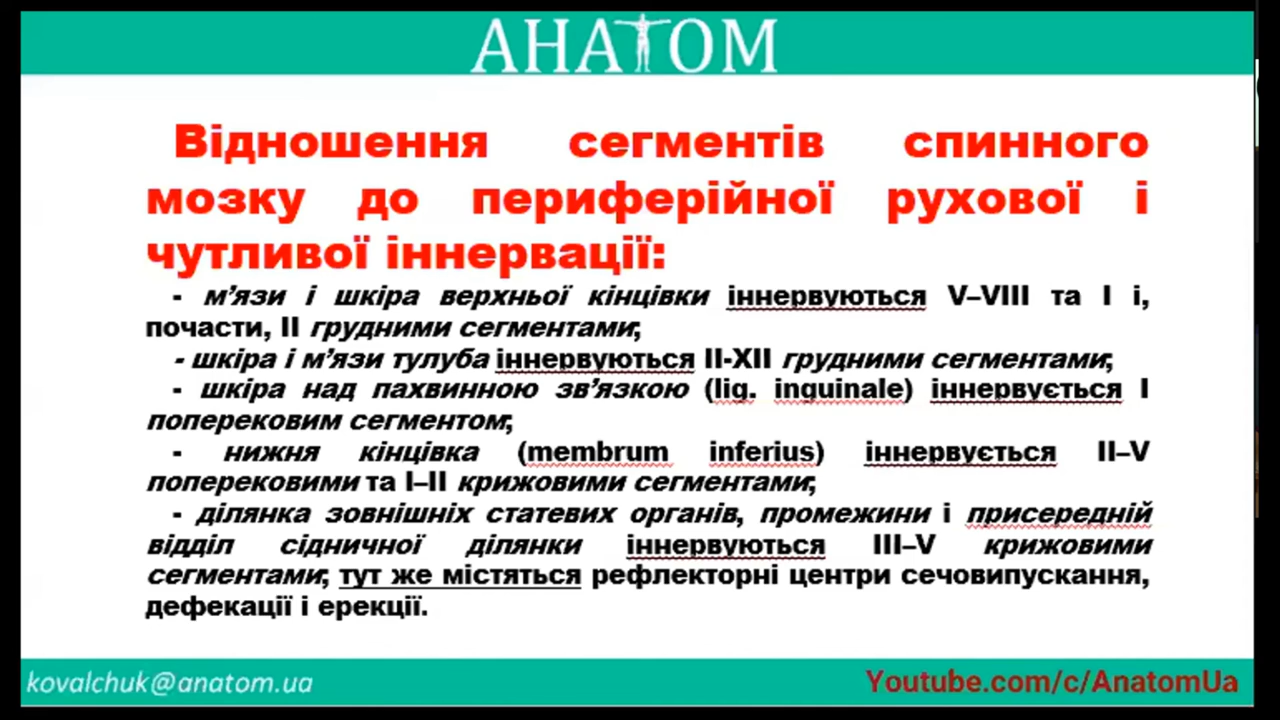 АНАТОМ
Відношення сегментів спинного
мозку до периферійної рухової і
чутливої іннервації:
- м’язи і шкіра верхньої кінцівки іннервуються V–VIII та I і,
почасти, II грудними сегментами;
- шкіра і м’язи тулуба іннервуються II-XII грудними сегментами;
- шкіра над пахвинною зв’язкою (lig. inguinale) іннервується I
поперековим сегментом;
- нижня кінцівка (membrum inferius) іннервується II–V
поперековими та I–II крижовими сегментами;
- ділянка зовнішніх статевих органів, промежини і присередній
відділ сідничної ділянки іннервуються III–V крижовими
сегментами; тут же містяться рефлекторні центри сечовипускання,
дефекації і ерекції.
kovalchuk@anatom.ua
Youtube.com/c/AnatomUa